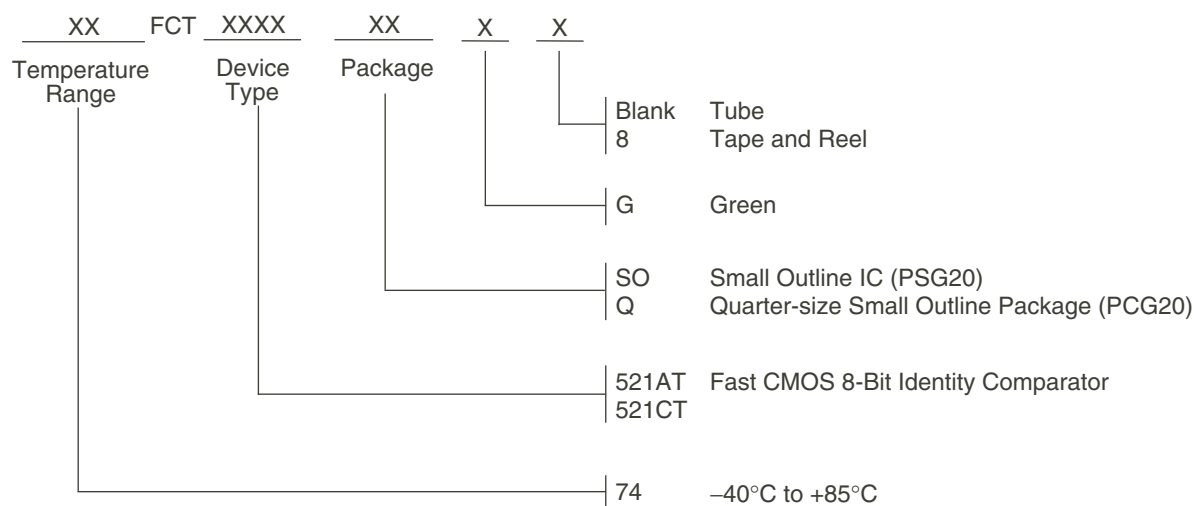 XX FCT XXXX XX X X
Temperature Range
Device Type
Package
Blank Tube
8 Tape and Reel
G Green
SO Small Outline IC (PSG20)
Q Quarter-size Small Outline Package (PCG20)
521AT Fast CMOS 8-Bit Identity Comparator
521CT
74 –40°C to +85°C